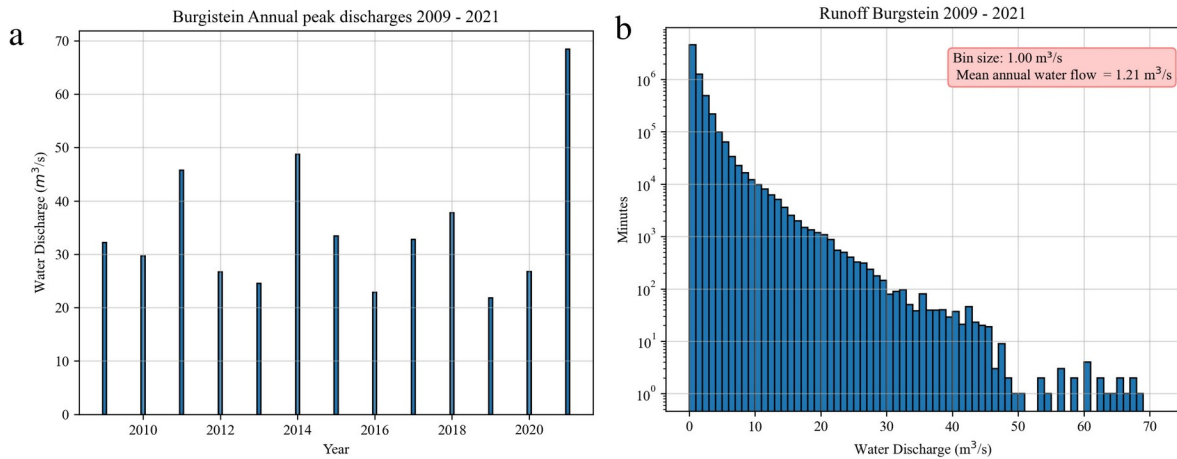 a
Burgistein Annual peak discharges 2009 - 2021
Water Discharge (m³/s)
70
60
50
40
30
20
10
0
2010 2012 2014 2016 2018 2020
Year
b
Runoff Burgstein 2009 - 2021
Bin size: 1.00 m³/s
Mean annual water flow = 1.21 m³/s
Minutes
10⁶
10⁵
10⁴
10³
10²
10¹
10⁰
0 10 20 30 40 50 60 70
Water Discharge (m³/s)